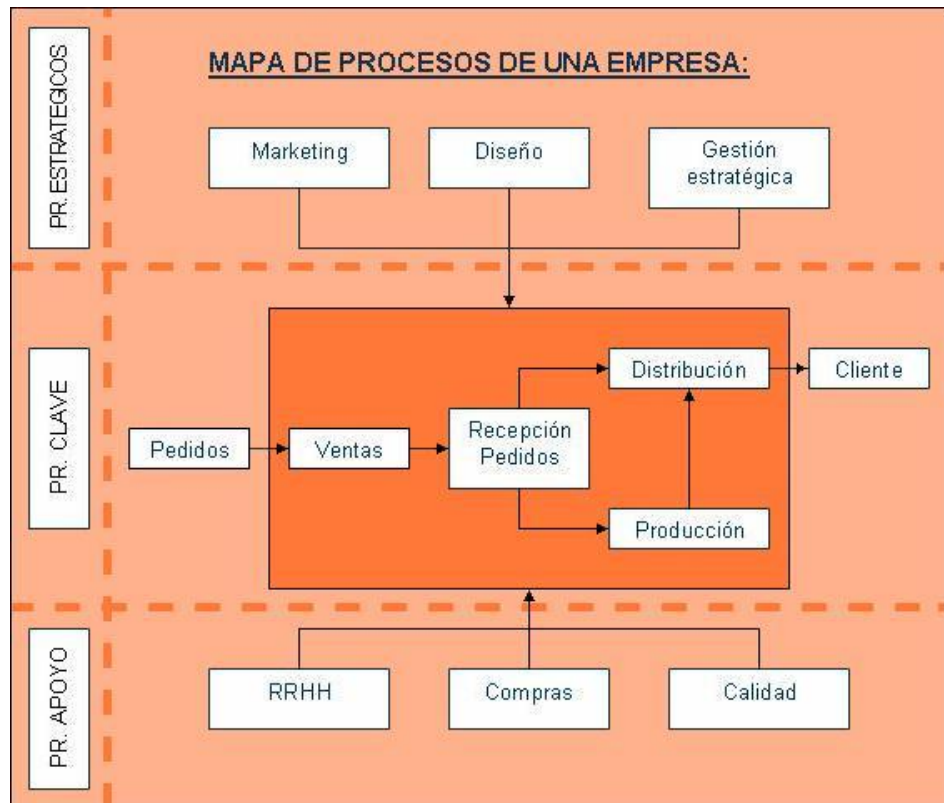 MAPA DE PROCESOS DE UNA EMPRESA:
PR. ESTRATEGICOS
Marketing
Diseño
Gestión
estratégica
PR. CLAVE
Pedidos
Ventas
Recepción
Pedidos
Distribución
Producción
Cliente
PR. APOYO
RRHH
Compras
Calidad